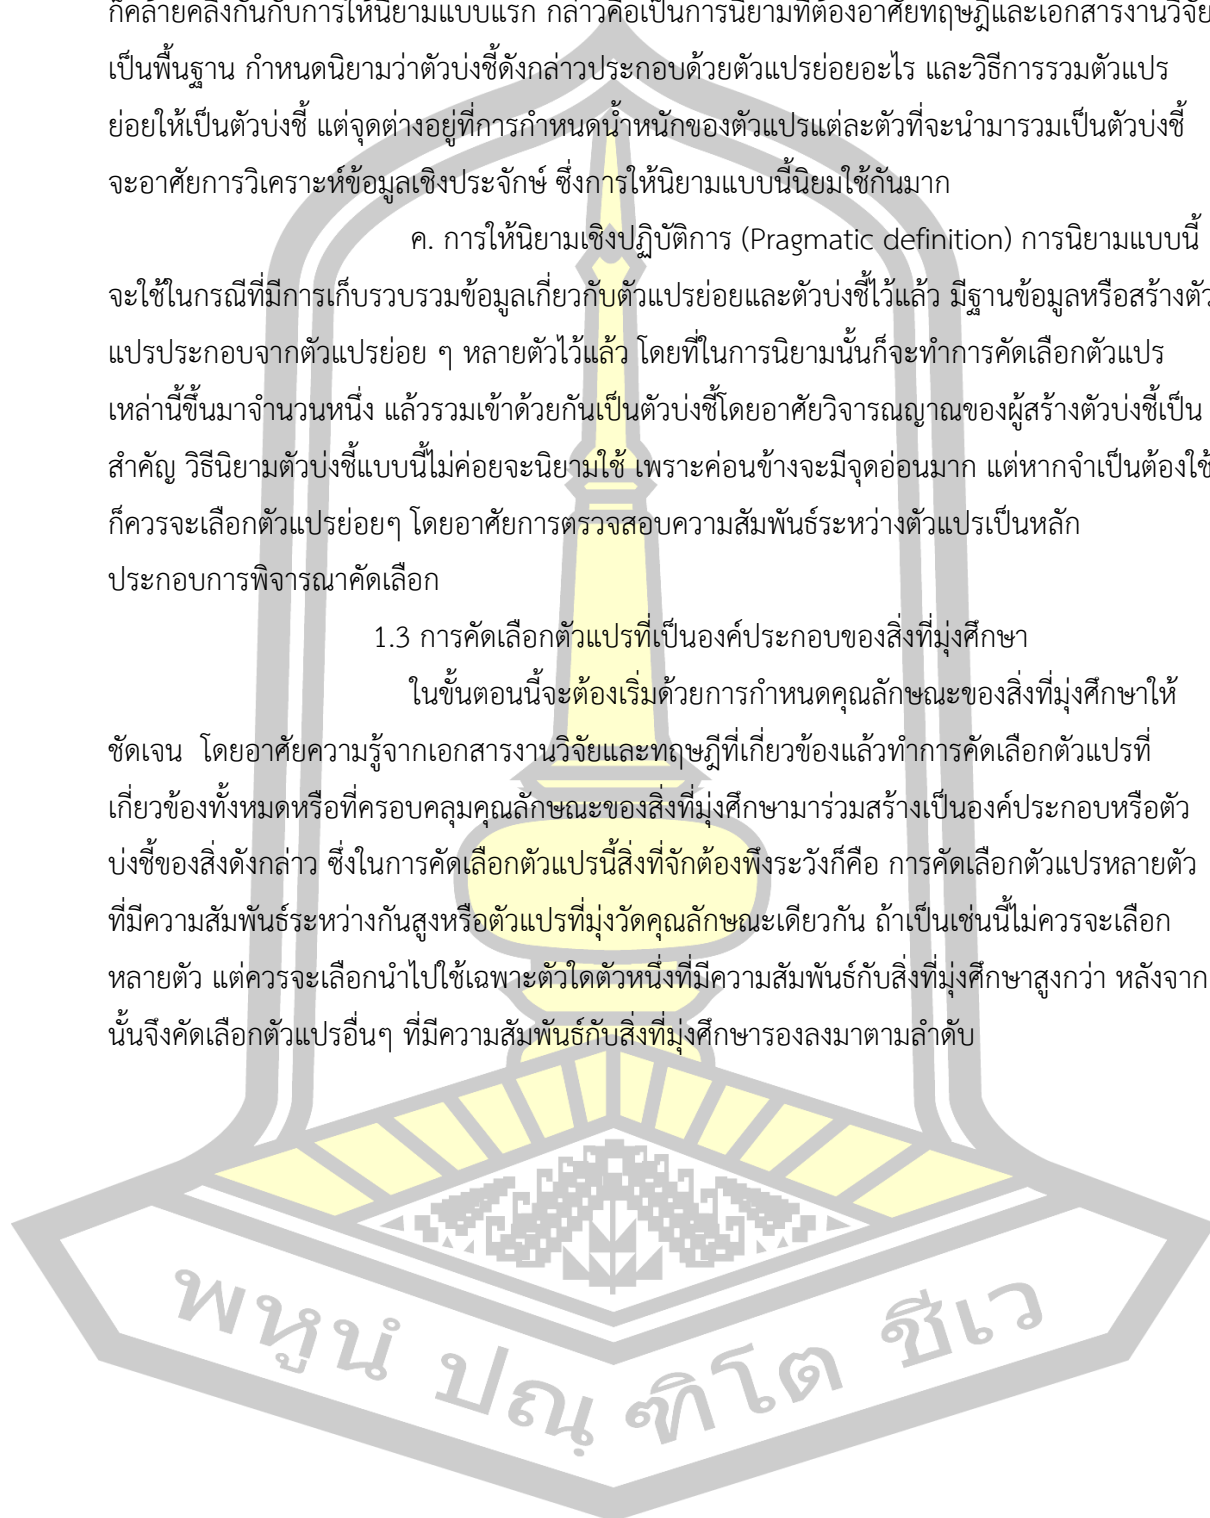 ก็คล้ายคลึงกันกับการให้นิยามแบบแรก กล่าวคือเป็นการนิยามที่ต้องอาศัยทฤษฎีและเอกสารงานวิจัย
เป็นพื้นฐาน กำหนดนิยามว่าตัวบ่งชี้ดังกล่าวประกอบด้วยตัวแปรย่อยอะไร และวิธีการรวมตัวแปร
ย่อยให้เป็นตัวบ่งชี้ แต่จุดต่างอยู่ที่การกำหนดน้ำหนักของตัวแปรแต่ละตัวที่จะนำมารวมเป็นตัวบ่งชี้
จะอาศัยการวิเคราะห์ข้อมูลเชิงประจักษ์ ซึ่งการให้นิยามแบบนี้นิยมใช้กันมาก
ค. การให้นิยามเชิงปฏิบัติการ (Pragmatic definition) การนิยามแบบนี้
จะใช้ในกรณีที่มีการเก็บรวบรวมข้อมูลเกี่ยวกับตัวแปรย่อยและตัวบ่งชี้ไว้แล้ว มีฐานข้อมูลหรือสร้างตัว
แปรประกอบจากตัวแปรย่อย ๆ หลายตัวไว้แล้ว โดยที่ในการนิยามนั้นก็จะทำการคัดเลือกตัวแปร
เหล่านี้ขึ้นมาจำนวนหนึ่ง แล้วรวมเข้าด้วยกันเป็นตัวบ่งชี้โดยอาศัยวิจารณญาณของผู้สร้างตัวบ่งชี้เป็น
สำคัญ วิธีนิยามตัวบ่งชี้แบบนี้ไม่ค่อยจะนิยามใช้ เพราะค่อนข้างจะมีจุดอ่อนมาก แต่หากจำเป็นต้องใช้
ก็ควรจะเลือกตัวแปรย่อยๆ โดยอาศัยการตรวจสอบความสัมพันธ์ระหว่างตัวแปรเป็นหลัก
ประกอบการพิจารณาคัดเลือก
1.3 การคัดเลือกตัวแปรที่เป็นองค์ประกอบของสิ่งที่มุ่งศึกษา
ในขั้นตอนนี้จะต้องเริ่มด้วยการกำหนดคุณลักษณะของสิ่งที่มุ่งศึกษาให้
ชัดเจน โดยอาศัยความรู้จากเอกสารงานวิจัยและทฤษฎีที่เกี่ยวข้องแล้วทำการคัดเลือกตัวแปรที่
เกี่ยวข้องทั้งหมดหรือที่ครอบคลุมคุณลักษณะของสิ่งที่มุ่งศึกษามาร่วมสร้างเป็นองค์ประกอบหรือตัว
บ่งชี้ของสิ่งดังกล่าว ซึ่งในการคัดเลือกตัวแปรนี้สิ่งที่จักต้องพึงระวังก็คือ การคัดเลือกตัวแปรหลายตัว
ที่มีความสัมพันธ์ระหว่างกันสูงหรือตัวแปรที่มุ่งวัดคุณลักษณะเดียวกัน ถ้าเป็นเช่นนี้ไม่ควรจะเลือก
หลายตัว แต่ควรจะเลือกนำไปใช้เฉพาะตัวใดตัวหนึ่งที่มีความสัมพันธ์กับสิ่งที่มุ่งศึกษาสูงกว่า หลังจาก
นั้นจึงคัดเลือกตัวแปรอื่นๆ ที่มีความสัมพันธ์กับสิ่งที่มุ่งศึกษารองลงมาตามลำดับ
พหูนํ ปณฺฑิโต ชีเว